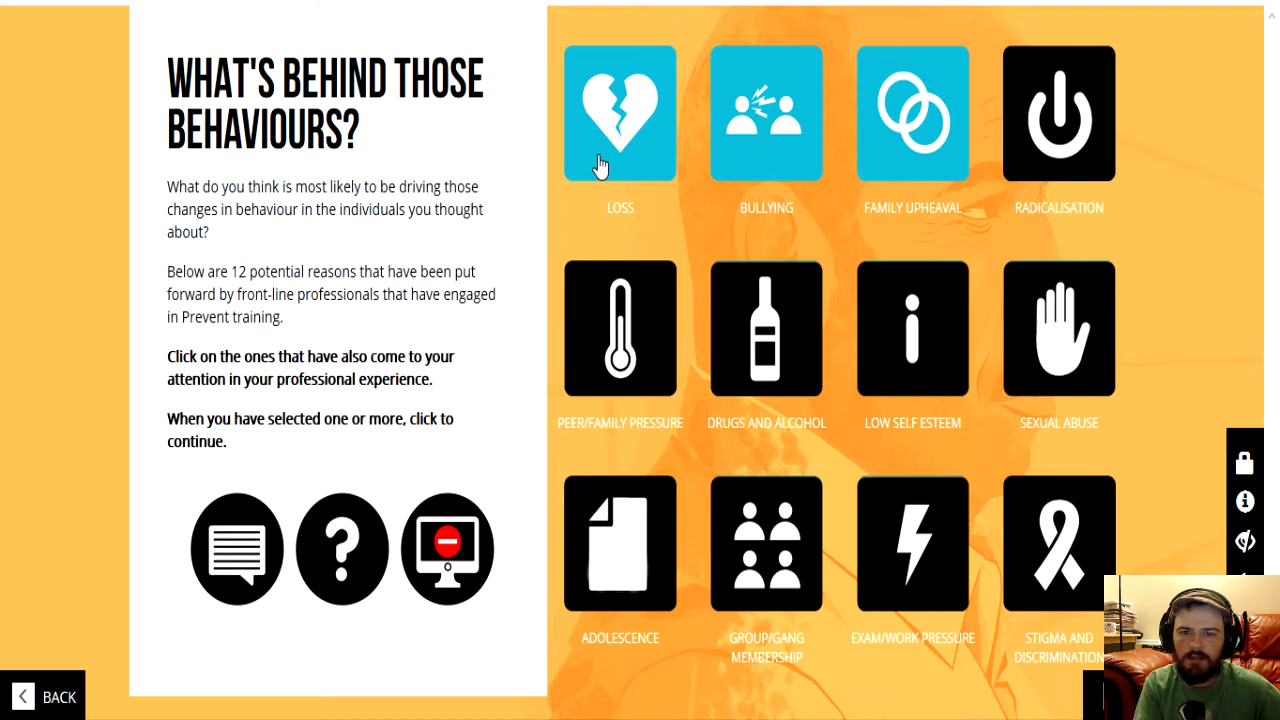 WHAT'S BEHIND THOSE
BEHAVIOURS?
What do you think is most likely to be driving those
changes in behaviour in the individuals you thought
about?
Below are 12 potential reasons that have been put
forward by front-line professionals that have engaged
in Prevent training.
Click on the ones that have also come to your
attention in your professional experience.
When you have selected one or more, click to
continue.
LOSS
BULLYING
FAMILY UPHEAVAL
RADICALISATION
PEER/FAMILY PRESSURE
DRUGS AND ALCOHOL
LOW SELF ESTEEM
SEXUAL ABUSE
ADOLESCENCE
GROUP/GANG
MEMBERSHIP
EXAM/WORK PRESSURE
STIGMA AND
DISCRIMINATION
BACK